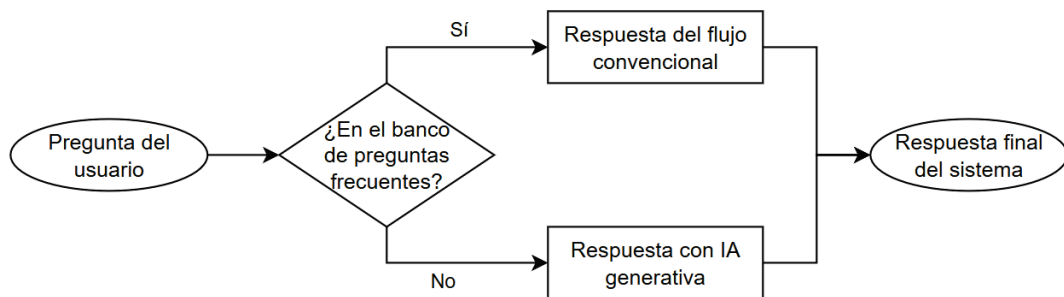 Pregunta del
usuario
¿En el banco
de preguntas
frecuentes?
Sí
Respuesta del flujo
convencional
No
Respuesta con IA
generativa
Respuesta final
del sistema